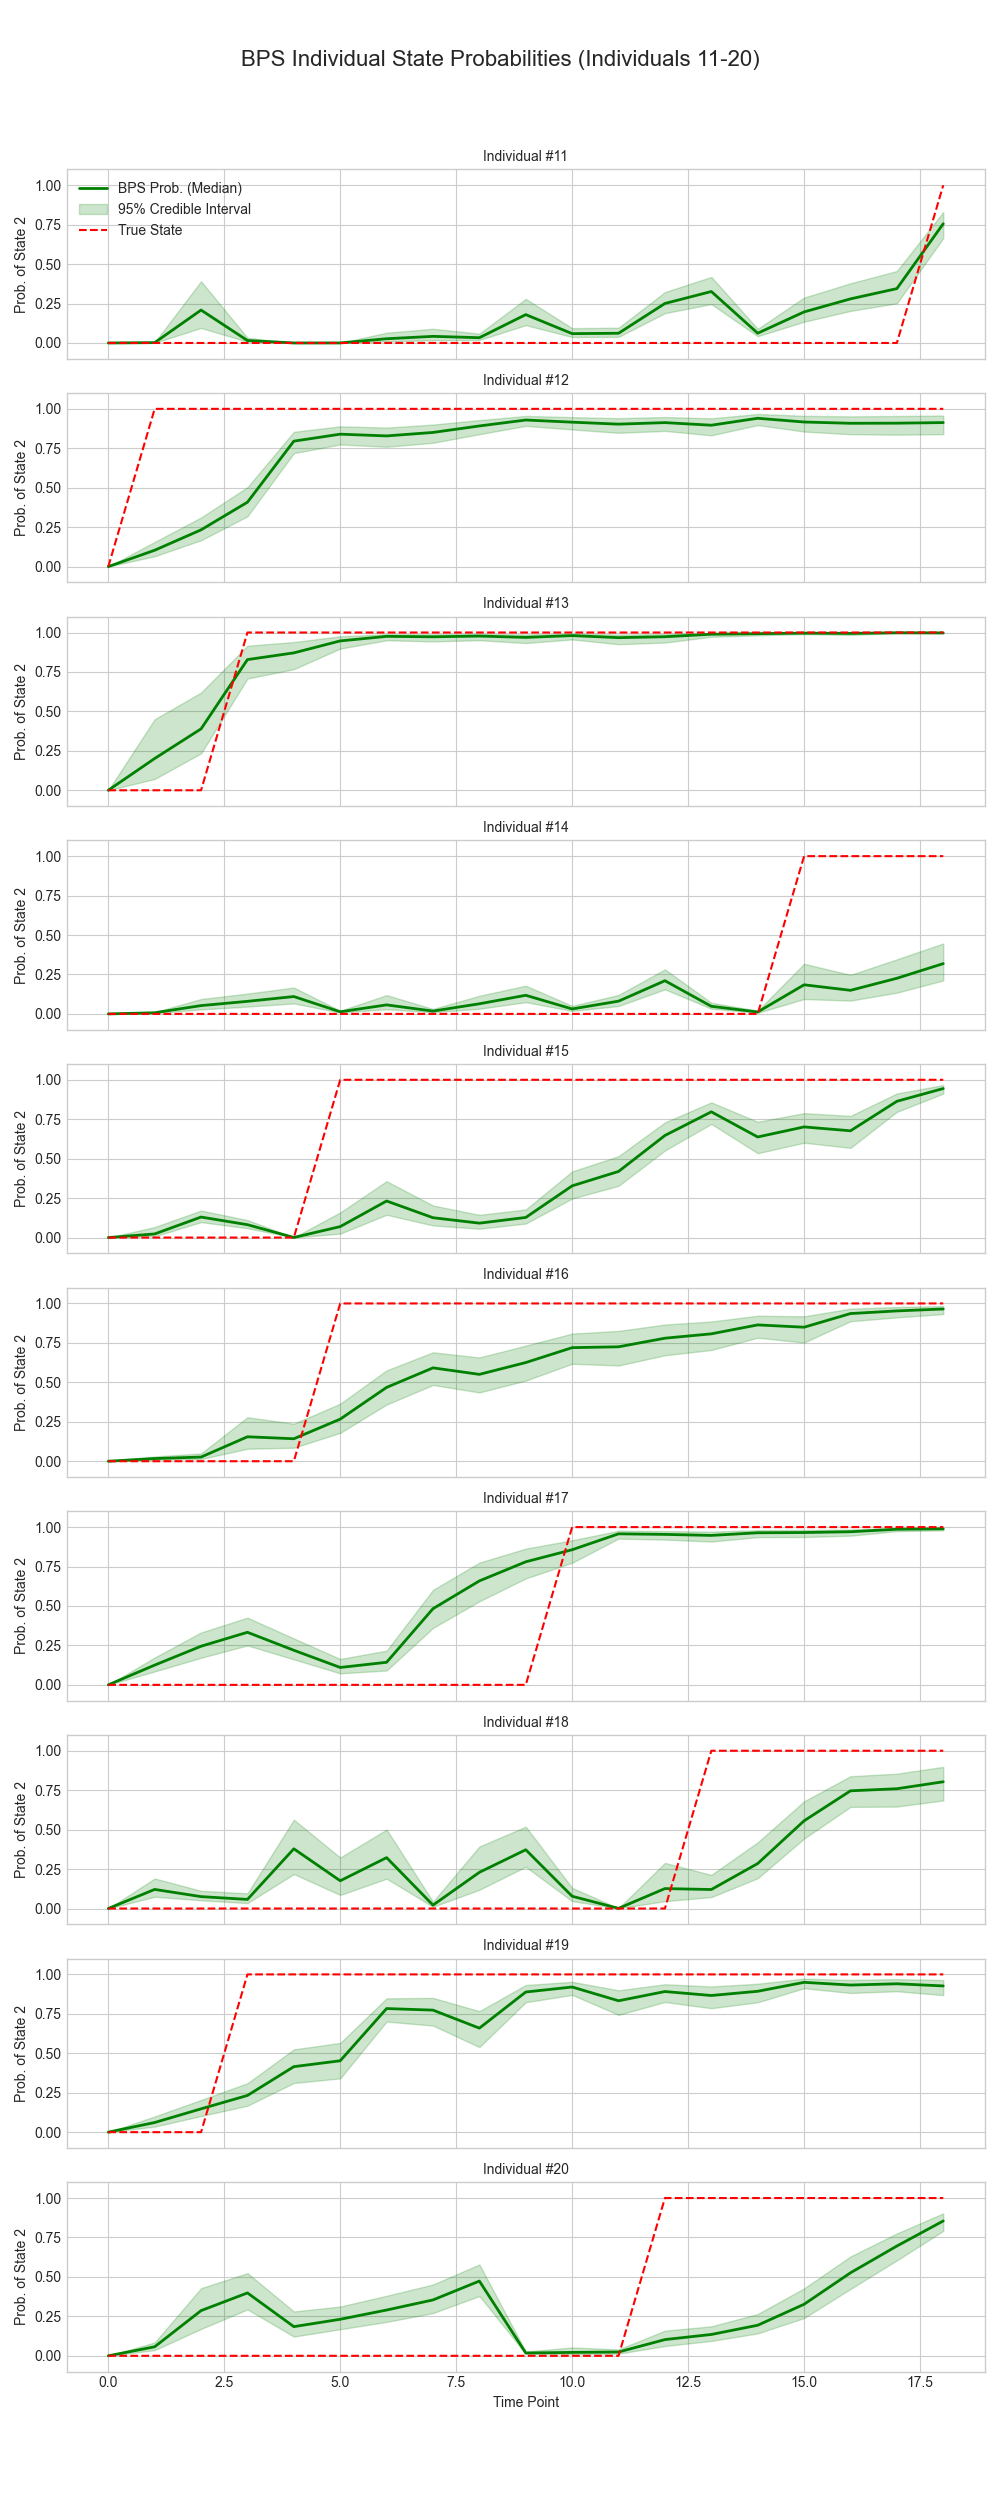 BPS Individual State Probabilities (Individuals 11-20)
Individual #11
1.00
0.75
0.50
0.25
0.00
Prob. of State 2
BPS Prob. (Median)
95% Credible Interval
True State
Individual #12
1.00
0.75
0.50
0.25
0.00
Prob. of State 2
Individual #13
1.00
0.75
0.50
0.25
0.00
Prob. of State 2
Individual #14
1.00
0.75
0.50
0.25
0.00
Prob. of State 2
Individual #15
1.00
0.75
0.50
0.25
0.00
Prob. of State 2
Individual #16
1.00
0.75
0.50
0.25
0.00
Prob. of State 2
Individual #17
1.00
0.75
0.50
0.25
0.00
Prob. of State 2
Individual #18
1.00
0.75
0.50
0.25
0.00
Prob. of State 2
Individual #19
1.00
0.75
0.50
0.25
0.00
Prob. of State 2
Individual #20
1.00
0.75
0.50
0.25
0.00
Prob. of State 2
0.0 2.5 5.0 7.5 10.0 12.5 15.0 17.5
Time Point